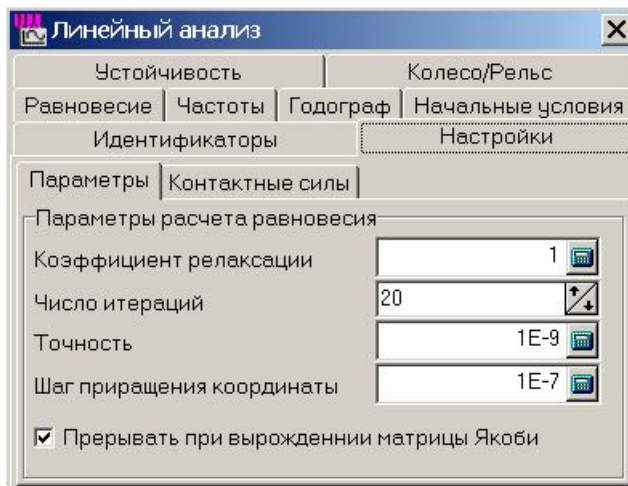 Линейный анализ
Устойчивость Колесо/Рельс
Равновесие Частоты Годограф Начальные условия
Идентификаторы Настройки
Параметры Контактные силы
Параметры расчета равновесия
Коэффициент релаксации 1
Число итераций 20
Точность 1E-9
Шаг приращения координаты 1E-7
Прерывать при вырожденнии матрицы Якоби